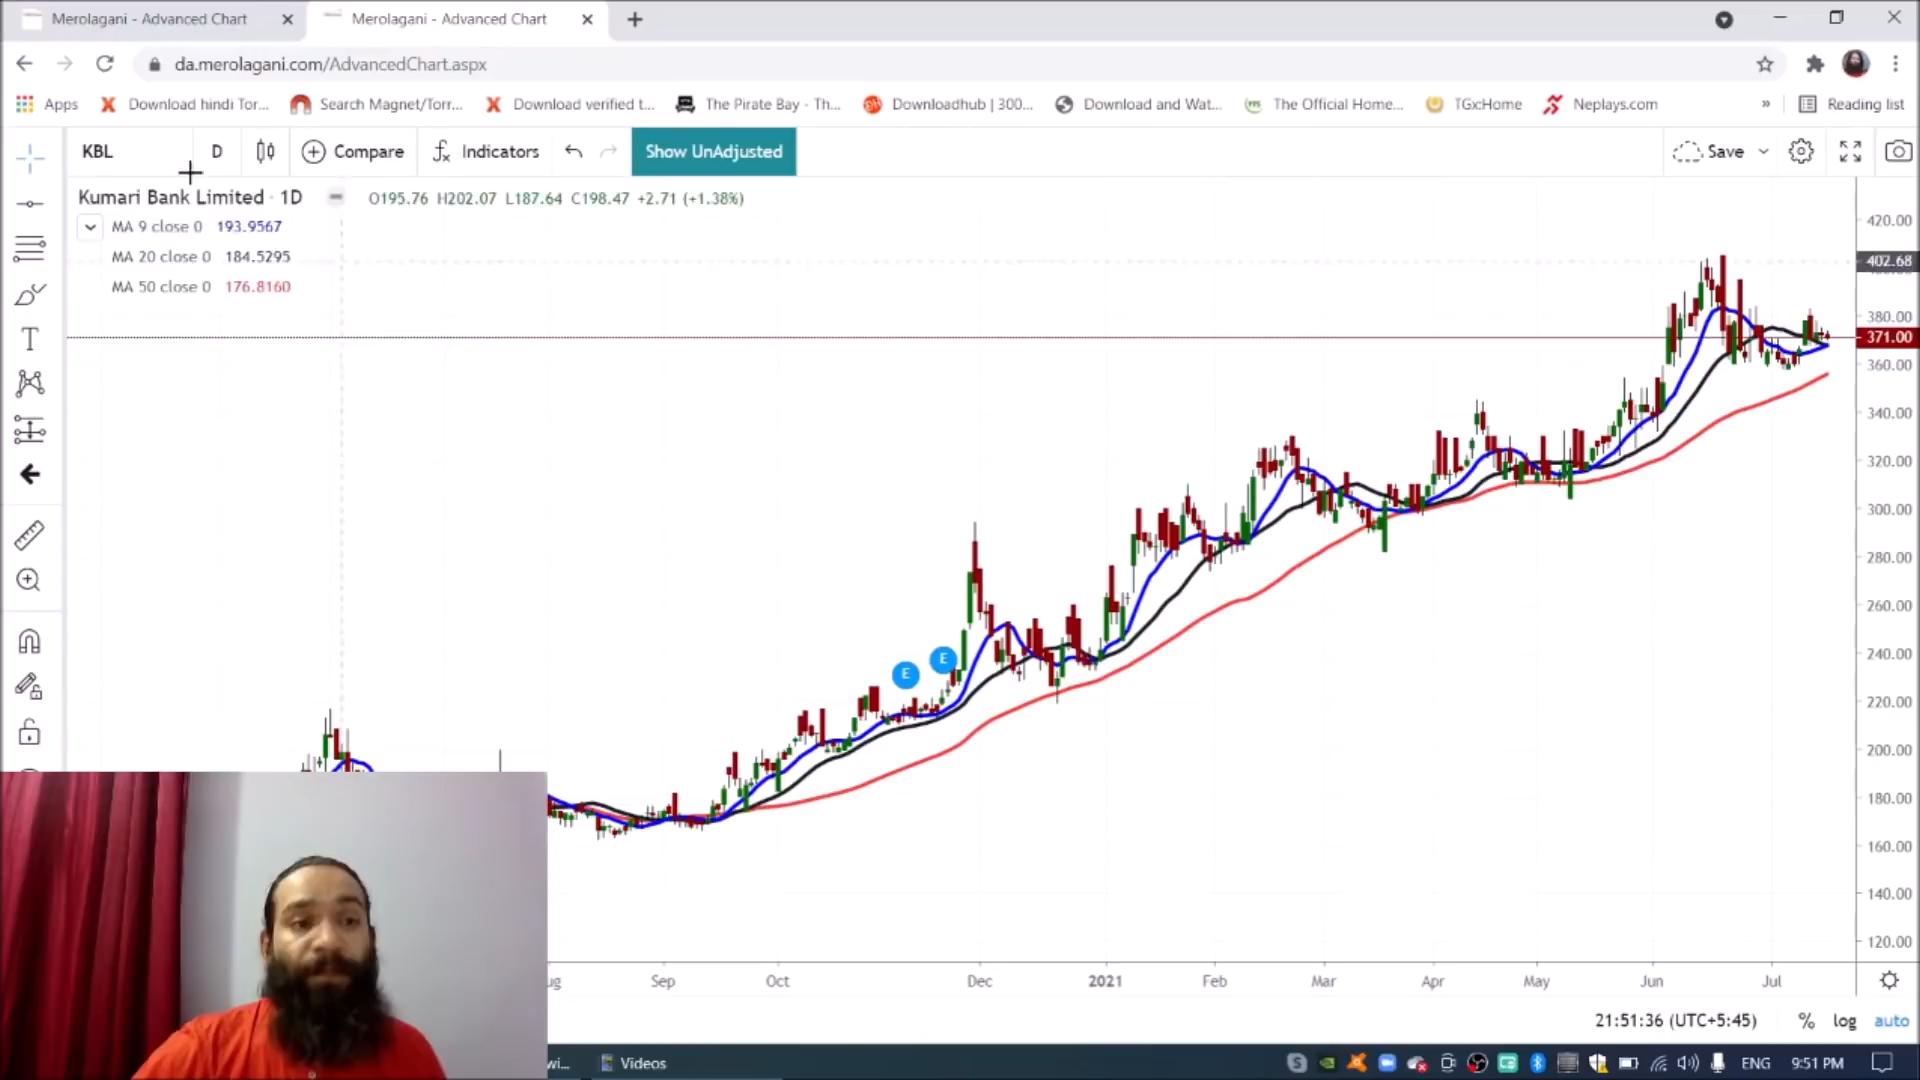 Merolagani - Advanced Chart
Merolagani - Advanced Chart
da.merolagani.com/AdvancedChart.aspx
Apps
Download hindi Tor...
Search Magnet/Torr...
Download verified t...
The Pirate Bay - Th...
Downloadhub | 300...
Download and Wat...
The Official Home...
TGxHome
Neplays.com
»
Reading list
KBL
D
Compare
Indicators
Show UnAdjusted
Save
Kumari Bank Limited · 1D
O195.76 H202.07 L187.64 C198.47 +2.71 (+1.38%)
MA 9 close 0 193.9567
MA 20 close 0 184.5295
MA 50 close 0 176.8160
420.00
402.68
380.00
371.00
360.00
340.00
320.00
300.00
280.00
260.00
240.00
220.00
200.00
180.00
160.00
140.00
120.00
E
E
ug
Sep
Oct
Dec
2021
Feb
Mar
Apr
May
Jun
Jul
21:51:36 (UTC+5:45)
%
log
auto
wi...
Videos
ENG
9:51 PM